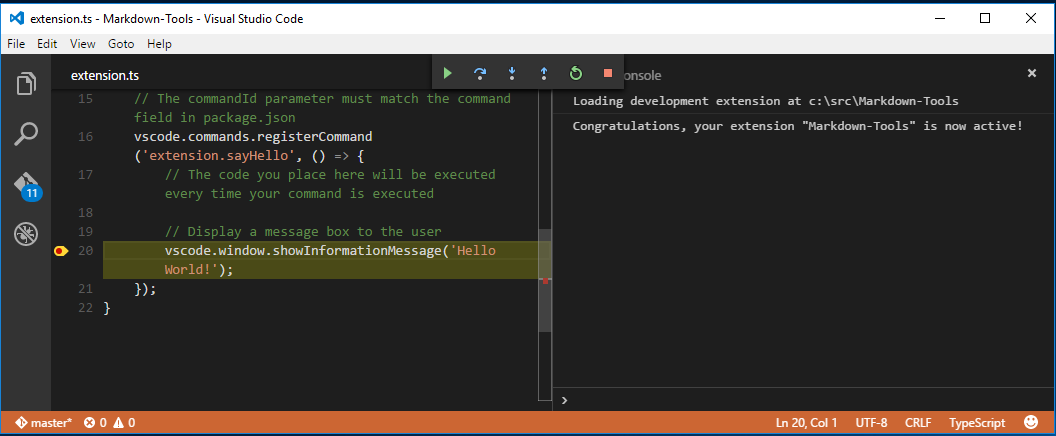 extension.ts - Markdown-Tools - Visual Studio Code
File Edit View Goto Help
extension.ts
onsole
15 // The commandId parameter must match the command
field in package.json
16 vscode.commands.registerCommand
('extension.sayHello', () => {
17 // The code you place here will be executed
every time your command is executed
18
19 // Display a message box to the user
20 vscode.window.showInformationMessage('Hello
World!');
21 });
22 }
Loading development extension at c:\src\Markdown-Tools
Congratulations, your extension "Markdown-Tools" is now active!
>
11
master* 0 0 Ln 20, Col 1 UTF-8 CRLF TypeScript